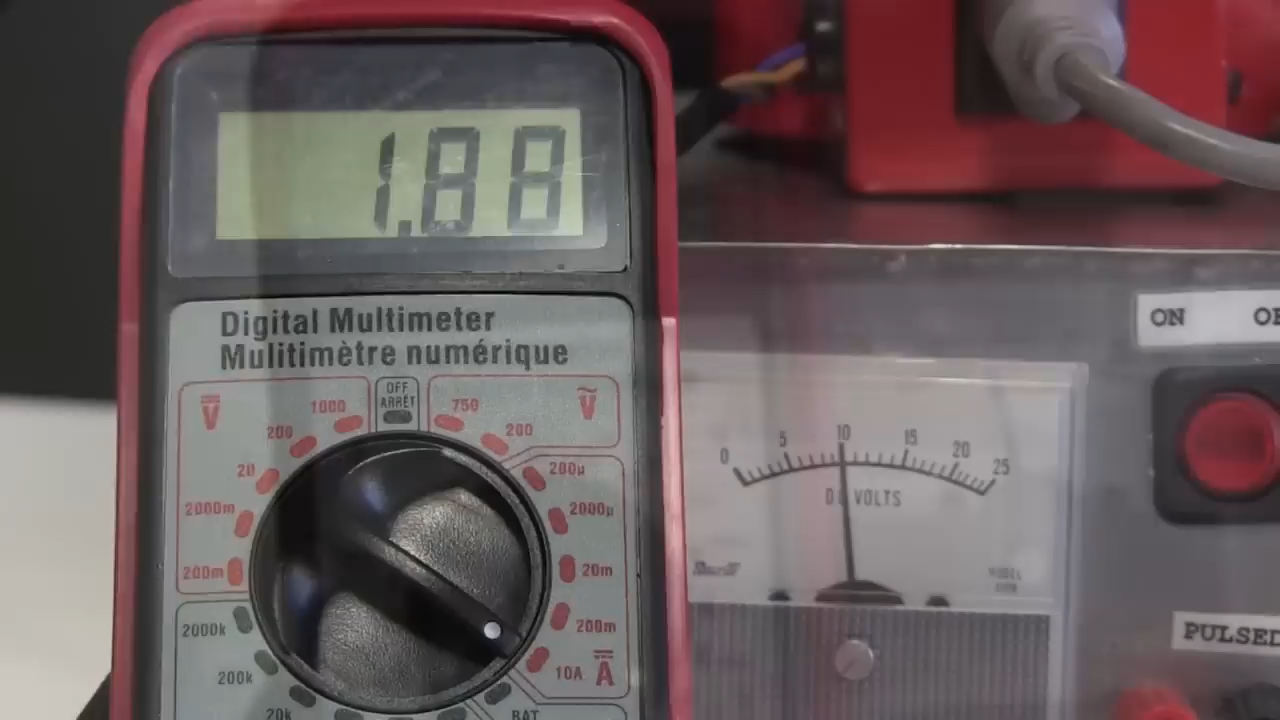 1.88
Digital Multimeter
Mulitimètre numérique
OFF
ARRÊT
V
1000
750
V
200
200
20
200µ
2000m
2000µ
200m
20m
2000k
200m
200k
10A
A
20k
BAT
ON
0
5
10
15
20
25
VOLTS
MODEL
PULSED